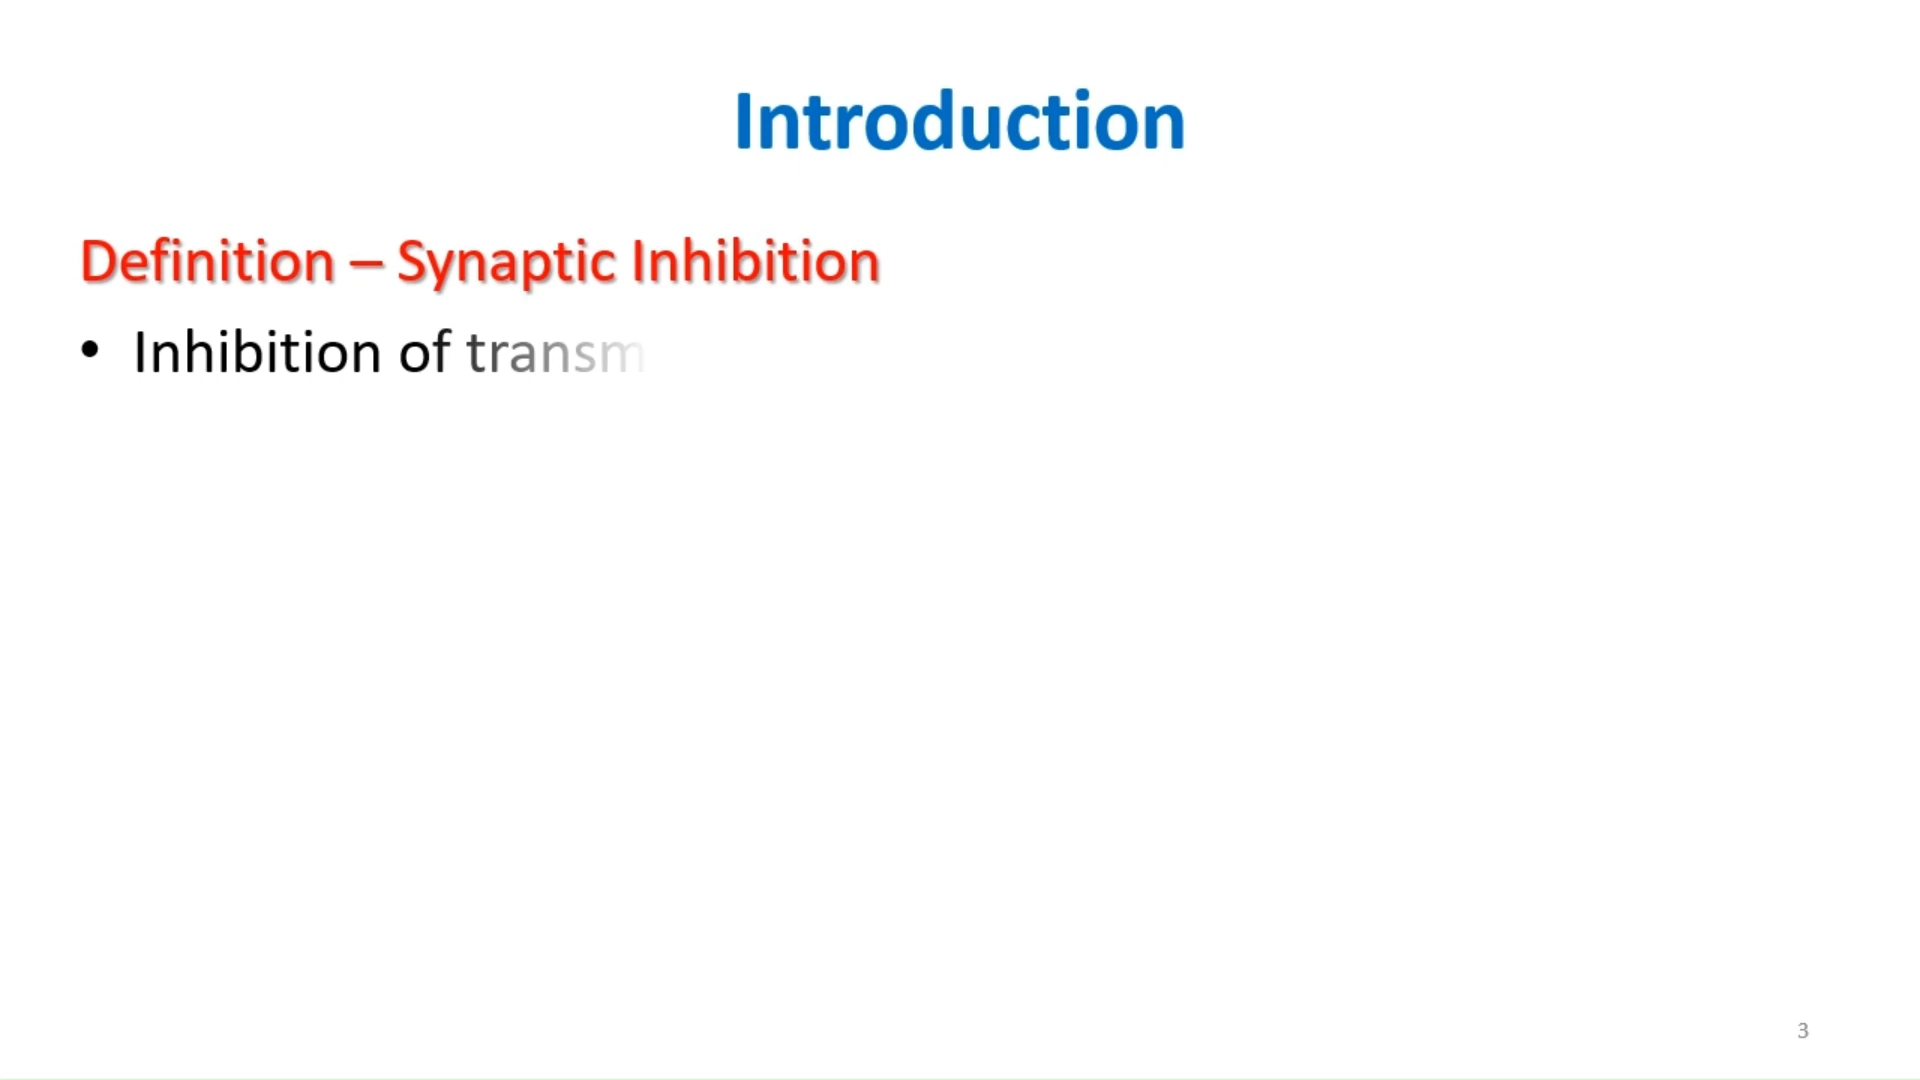 Introduction
Definition – Synaptic Inhibition
• Inhibition of transm
3